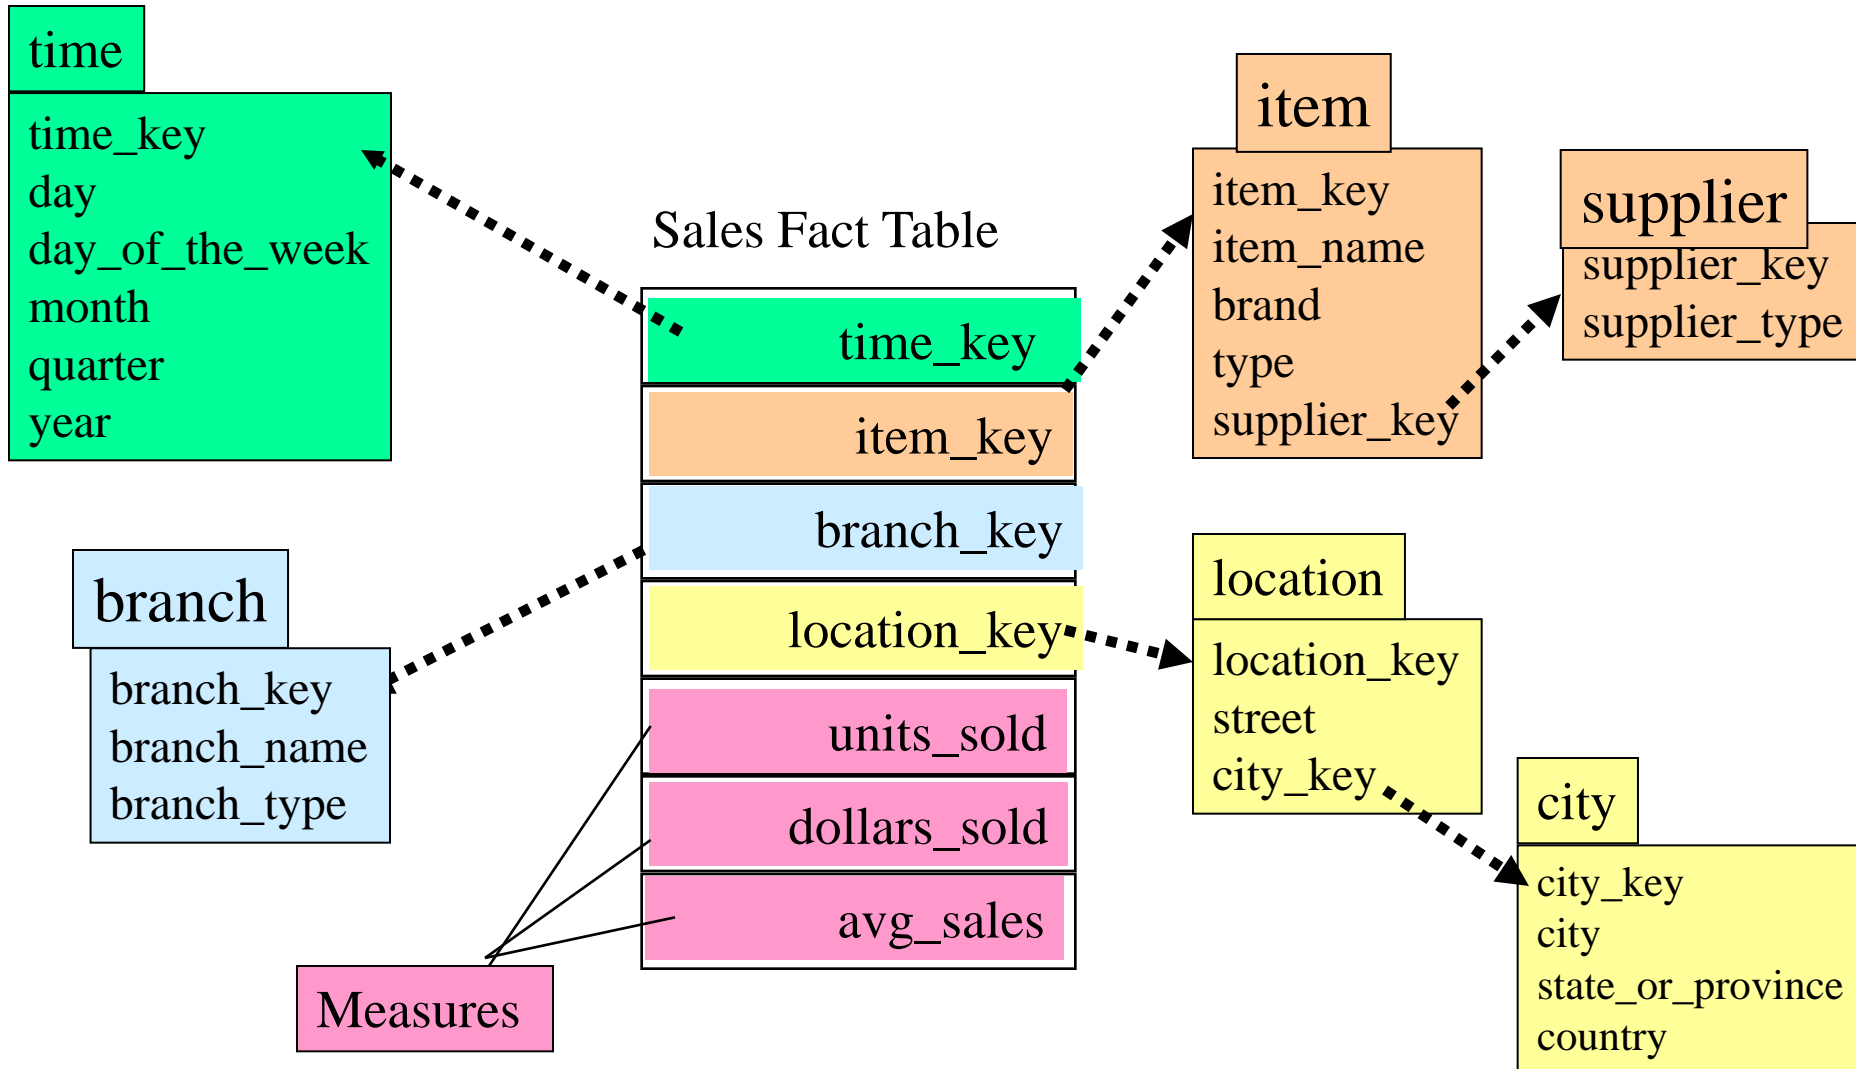 time
time_key
day
day_of_the_week
month
quarter
year
Sales Fact Table
time_key
item_key
branch_key
location_key
units_sold
dollars_sold
avg_sales
item
item_key
item_name
brand
type
supplier_key
supplier
supplier_key
supplier_type
branch
branch_key
branch_name
branch_type
location
location_key
street
city_key
city
city_key
city
state_or_province
country
Measures